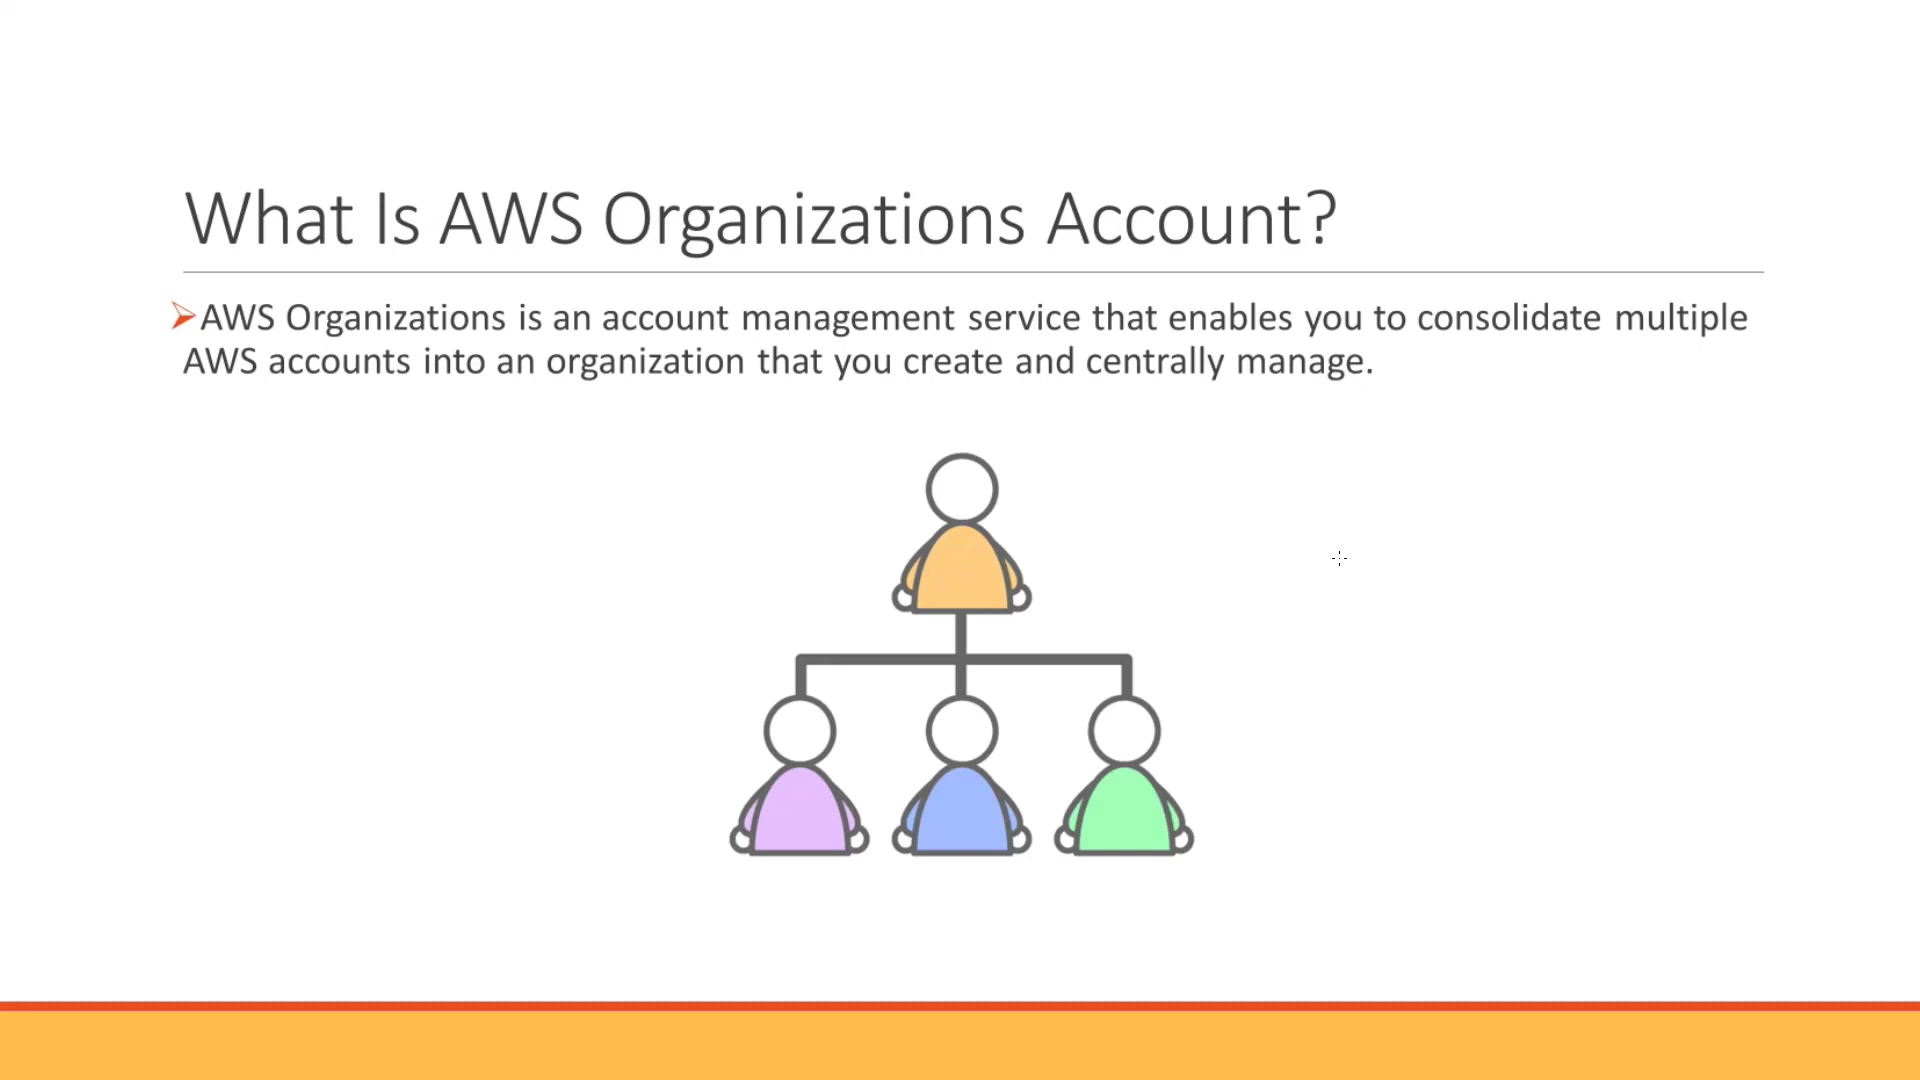 What Is AWS Organizations Account?
AWS Organizations is an account management service that enables you to consolidate multiple
AWS accounts into an organization that you create and centrally manage.